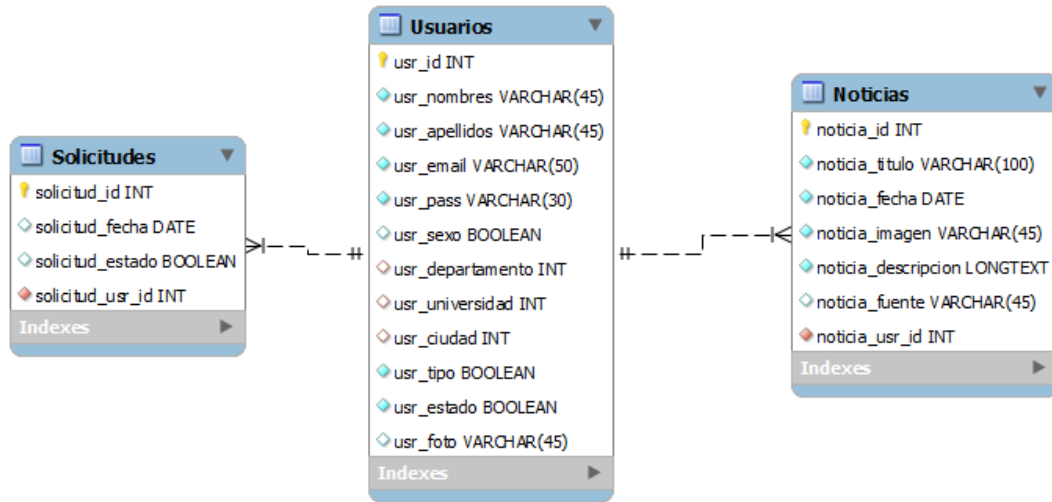 Solicitudes
solicitud_id INT
solicitud_fecha DATE
solicitud_estado BOOLEAN
solicitud_usr_id INT
Indexes
Usuarios
usr_id INT
usr_nombres VARCHAR(45)
usr_apellidos VARCHAR(45)
usr_email VARCHAR(50)
usr_pass VARCHAR(30)
usr_sexo BOOLEAN
usr_departamento INT
usr_universidad INT
usr_ciudad INT
usr_tipo BOOLEAN
usr_estado BOOLEAN
usr_foto VARCHAR(45)
Indexes
Noticias
noticia_id INT
noticia_titulo VARCHAR(100)
noticia_fecha DATE
noticia_imagen VARCHAR(45)
noticia_descripcion LONGTEXT
noticia_fuente VARCHAR(45)
noticia_usr_id INT
Indexes